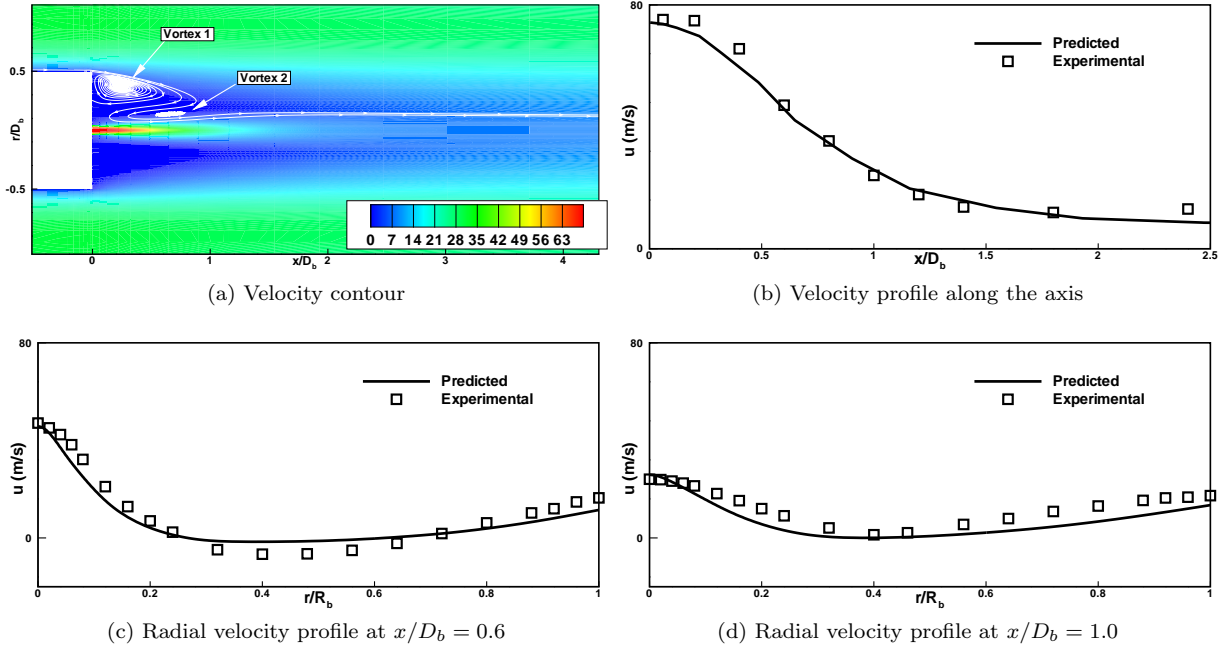 Vortex 1
Vortex 2
0.5
-0.5
r/D_b
0 7 14 21 28 35 42 49 56 63
0 1 2 3 4
x/D_b
(a) Velocity contour
80
0
u (m/s)
Predicted
Experimental
0 0.5 1 1.5 2 2.5
x/D_b
(b) Velocity profile along the axis
80
0
u (m/s)
Predicted
Experimental
0 0.2 0.4 0.6 0.8 1
r/R_b
(c) Radial velocity profile at x/D_b = 0.6
80
0
u (m/s)
Predicted
Experimental
0 0.2 0.4 0.6 0.8 1
r/R_b
(d) Radial velocity profile at x/D_b = 1.0